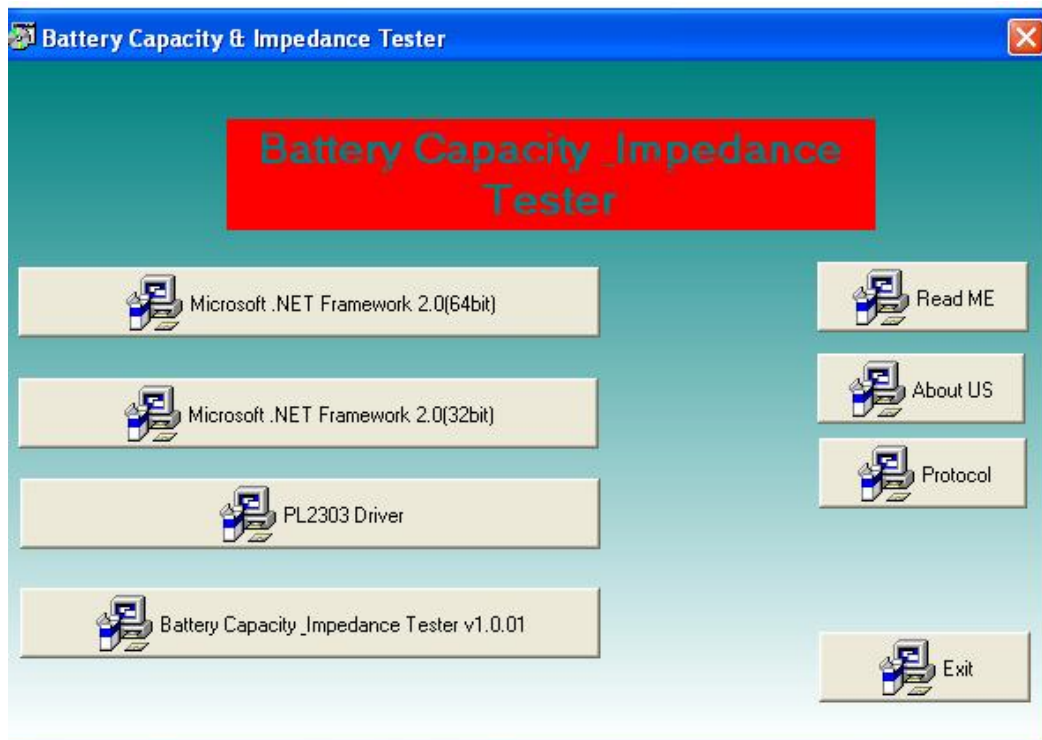 Battery Capacity & Impedance Tester
Battery Capacity _Impedance
Tester
Microsoft .NET Framework 2.0(64bit)
Microsoft .NET Framework 2.0(32bit)
PL2303 Driver
Battery Capacity _Impedance Tester v1.0.01
Read ME
About US
Protocol
Exit